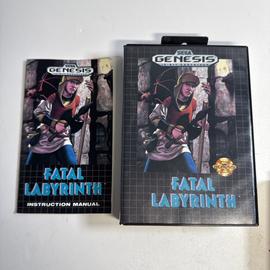 SEGA
GENESIS
FATAL
LABYRINTH
INSTRUCTION MANUAL
SEGA
GENESIS
FATAL
LABYRINTH